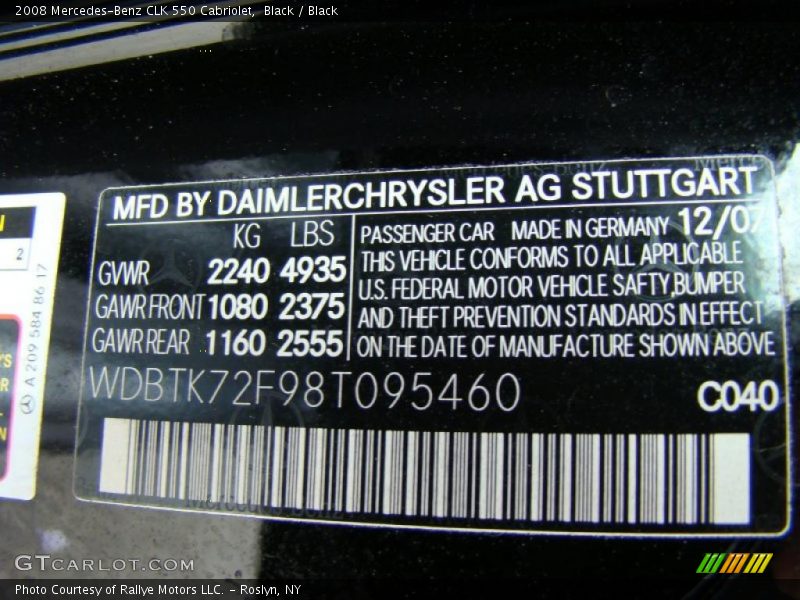 2008 Mercedes-Benz CLK 550 Cabriolet, Black / Black
MFD BY DAIMLERCHRYSLER AG STUTTGART
KG LBS
GVWR 2240 4935
GAWR FRONT 1080 2375
GAWR REAR 1160 2555
PASSENGER CAR MADE IN GERMANY 12/07
THIS VEHICLE CONFORMS TO ALL APPLICABLE
U.S. FEDERAL MOTOR VEHICLE SAFTY,BUMPER
AND THEFT PREVENTION STANDARDS IN EFFECT
ON THE DATE OF MANUFACTURE SHOWN ABOVE
WDBTK72F98T095460
C040
2
A 209 584 86 17
GTCARLOT.COM
Photo Courtesy of Rallye Motors LLC. - Roslyn, NY